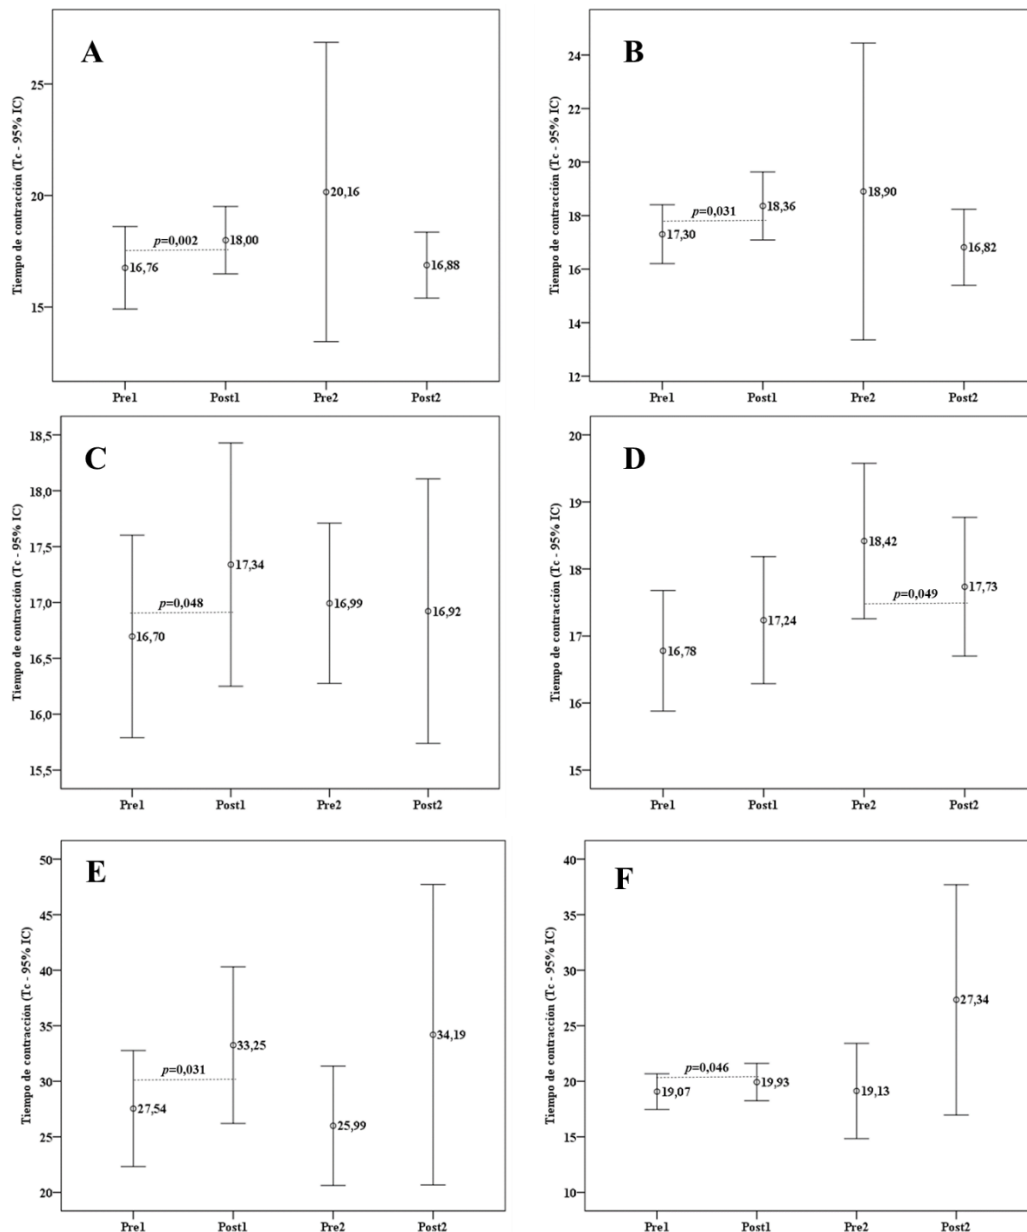 A
Tiempo de contracción (Tc - 95% IC)
25
20
15
p=0,002
16,76
18,00
20,16
16,88
Pre1 Post1 Pre2 Post2
B
Tiempo de contracción (Tc - 95% IC)
24
22
20
18
16
14
12
p=0,031
17,30
18,36
18,90
16,82
Pre1 Post1 Pre2 Post2
C
Tiempo de contracción (Tc - 95% IC)
18,5
18,0
17,5
17,0
16,5
16,0
15,5
p=0,048
16,70
17,34
16,99
16,92
Pre1 Post1 Pre2 Post2
D
Tiempo de contracción (Tc - 95% IC)
20
19
18
17
16
15
p=0,049
16,78
17,24
18,42
17,73
Pre1 Post1 Pre2 Post2
E
Tiempo de contracción (Tc - 95% IC)
50
40
35
30
25
20
p=0,031
27,54
33,25
25,99
34,19
Pre1 Post1 Pre2 Post2
F
Tiempo de contracción (Tc - 95% IC)
40
35
30
25
20
15
10
p=0,046
19,07
19,93
19,13
27,34
Pre1 Post1 Pre2 Post2